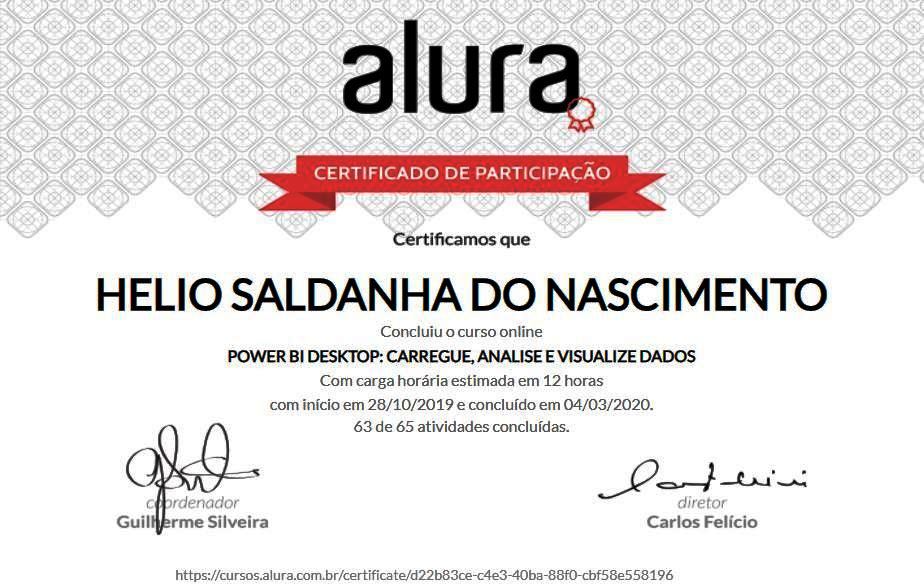 alura
CERTIFICADO DE PARTICIPAÇÃO
Certificamos que
HELIO SALDANHA DO NASCIMENTO
Concluiu o curso online
POWER BI DESKTOP: CARREGUE, ANALISE E VISUALIZE DADOS
Com carga horária estimada em 12 horas
com início em 28/10/2019 e concluído em 04/03/2020.
63 de 65 atividades concluídas.
coordenador
Guilherme Silveira
diretor
Carlos Felício
https://cursos.alura.com.br/certificate/d22b83ce-c4e3-40ba-88f0-cbf58e558196